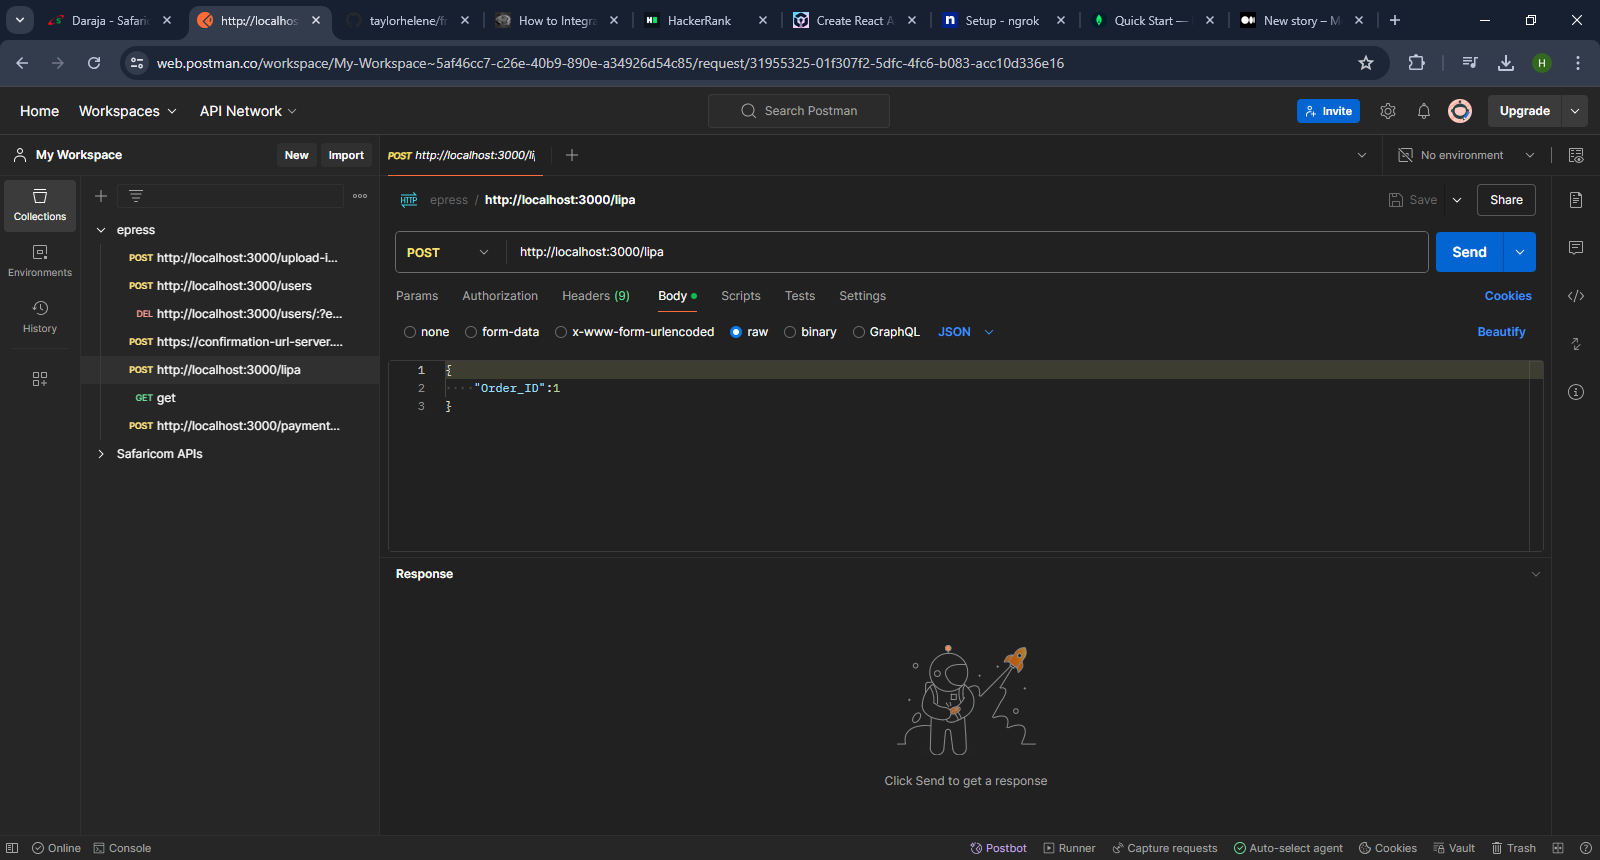 Daraja - Safaric
http://localhos
taylorhelene/fr
How to Integra
HackerRank
Create React A
Setup - ngrok
Quick Start —
New story – M
web.postman.co/workspace/My-Workspace~5af46cc7-c26e-40b9-890e-a34926d54c85/request/31955325-01f307f2-5dfc-4fc6-b083-acc10d336e16
H
Home Workspaces API Network
Search Postman
Invite
Upgrade
My Workspace
New Import
POST http://localhost:3000/li
No environment
Collections
Environments
History
epress
POST http://localhost:3000/upload-i...
POST http://localhost:3000/users
DEL http://localhost:3000/users/:?e...
POST https://confirmation-url-server....
POST http://localhost:3000/lipa
GET get
POST http://localhost:3000/payment...
Safaricom APIs
HTTP epress / http://localhost:3000/lipa
Save Share
POST http://localhost:3000/lipa
Send
Params Authorization Headers (9) Body Scripts Tests Settings
Cookies
none form-data x-www-form-urlencoded raw binary GraphQL JSON
Beautify
1 {
2 "Order_ID":1
3 }
Response
Click Send to get a response
Online Console
Postbot Runner Capture requests Auto-select agent Cookies Vault Trash